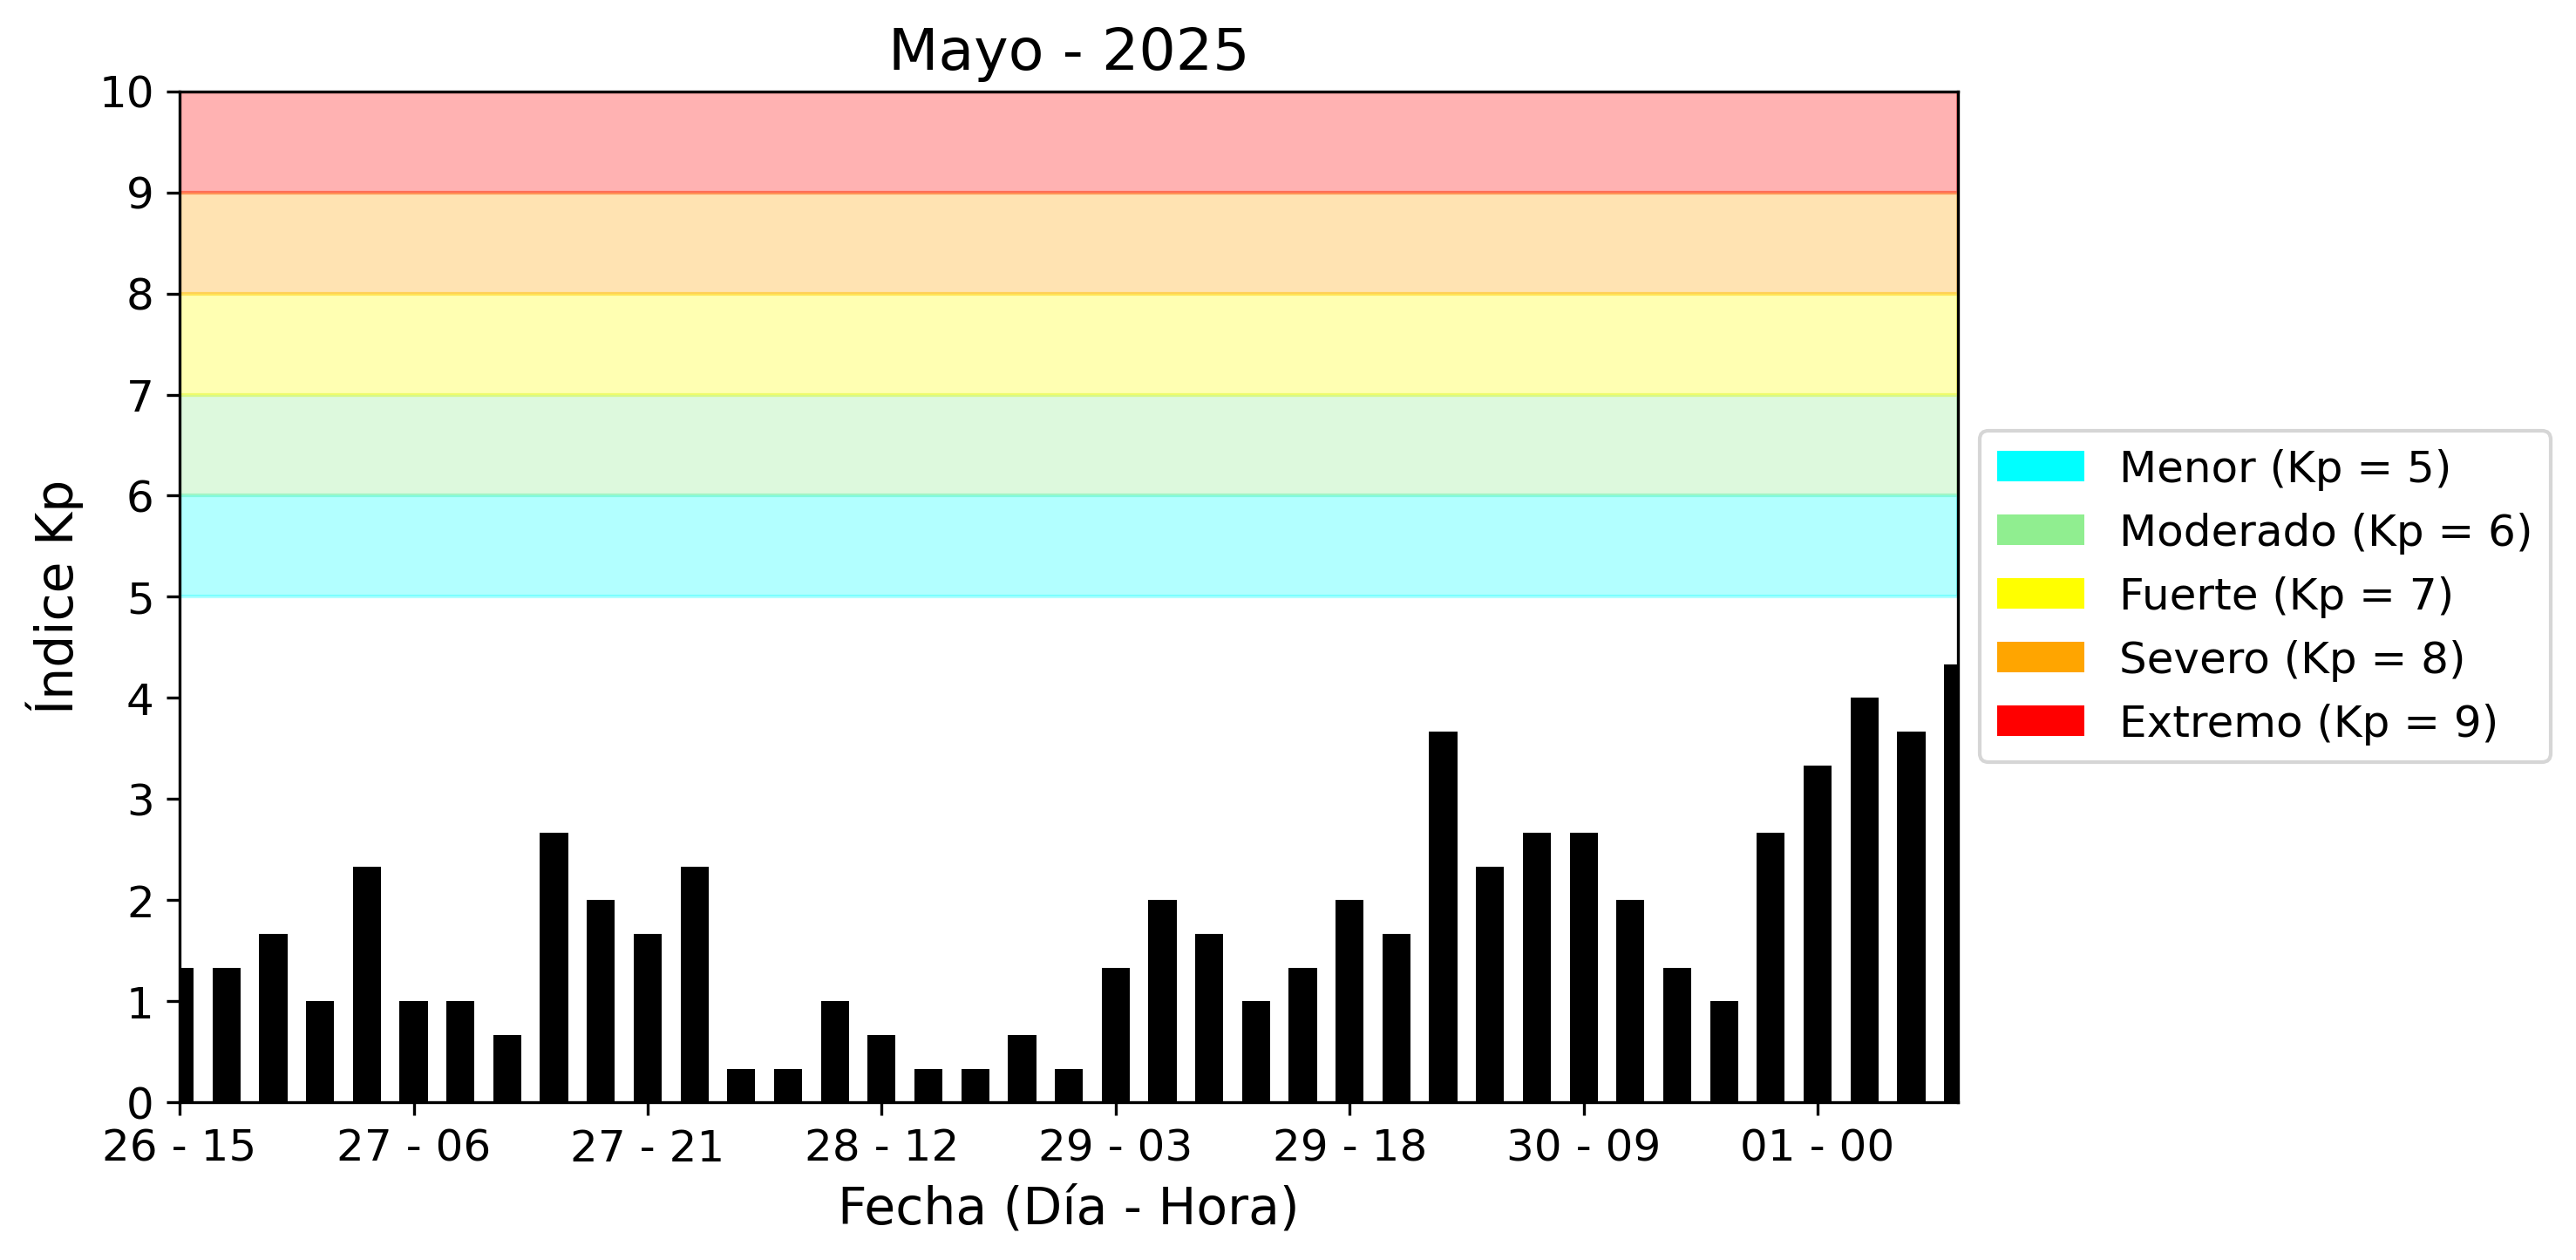 Mayo - 2025
10
9
8
7
6
5
4
3
2
1
0
Índice Kp
26 - 15
27 - 06
27 - 21
28 - 12
29 - 03
29 - 18
30 - 09
01 - 00
Fecha (Día - Hora)
Menor (Kp = 5)
Moderado (Kp = 6)
Fuerte (Kp = 7)
Severo (Kp = 8)
Extremo (Kp = 9)